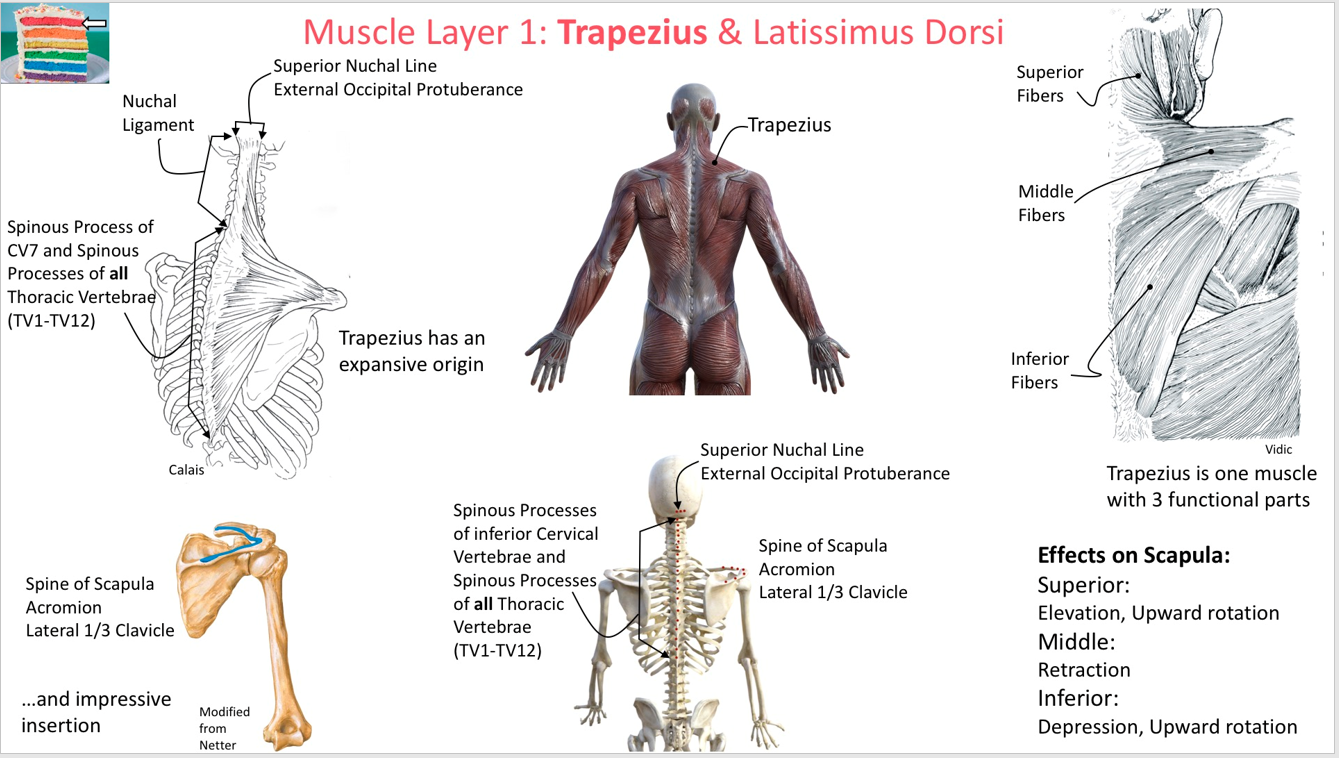 Muscle Layer 1: Trapezius & Latissimus Dorsi
Superior Nuchal Line
External Occipital Protuberance
Nuchal
Ligament
Spinous Process of
CV7 and Spinous
Processes of all
Thoracic Vertebrae
(TV1-TV12)
Trapezius has an
expansive origin
Calais
Trapezius
Superior
Fibers
Middle
Fibers
Inferior
Fibers
Vidic
Trapezius is one muscle
with 3 functional parts
Spine of Scapula
Acromion
Lateral 1/3 Clavicle
...and impressive
insertion
Modified
from
Netter
Superior Nuchal Line
External Occipital Protuberance
Spinous Processes
of inferior Cervical
Vertebrae and
Spinous Processes
of all Thoracic
Vertebrae
(TV1-TV12)
Spine of Scapula
Acromion
Lateral 1/3 Clavicle
Effects on Scapula:
Superior:
Elevation, Upward rotation
Middle:
Retraction
Inferior:
Depression, Upward rotation